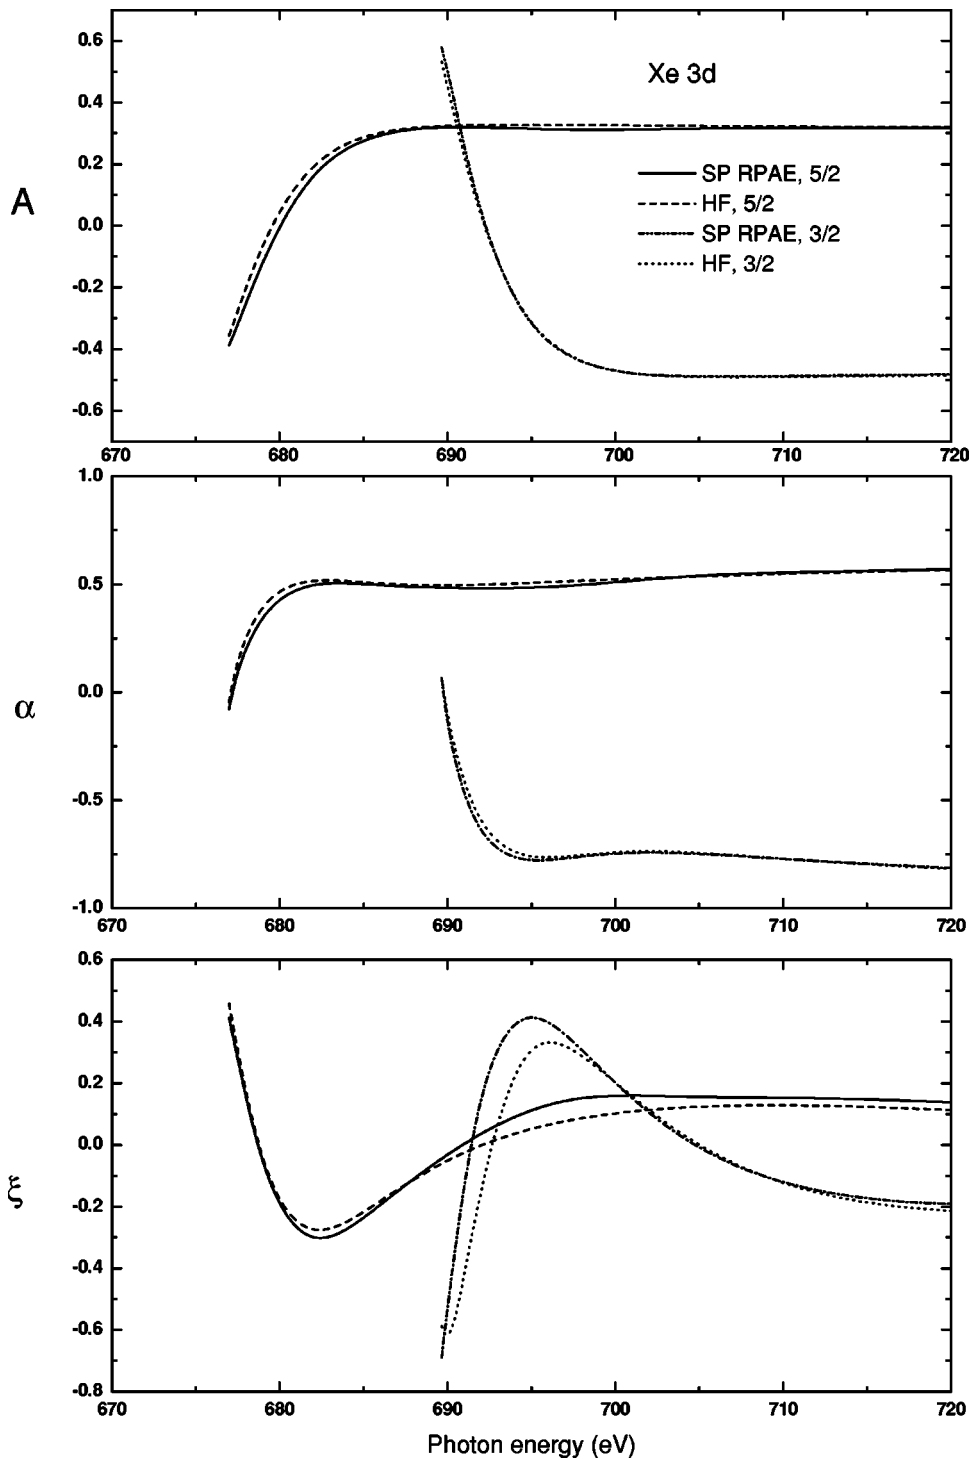 0.6
Xe 3d
0.4
0.2
SP RPAE, 5/2
A
HF, 5/2
0.0
SP RPAE, 3/2
HF, 3/2
-0.2
-0.4
-0.6
670 680 690 700 710 720
1.0
0.5
0.0
α
-0.5
-1.0
670 680 690 700 710 720
0.6
0.4
0.2
0.0
ξ
-0.2
-0.4
-0.6
-0.8
670 680 690 700 710 720
Photon energy (eV)